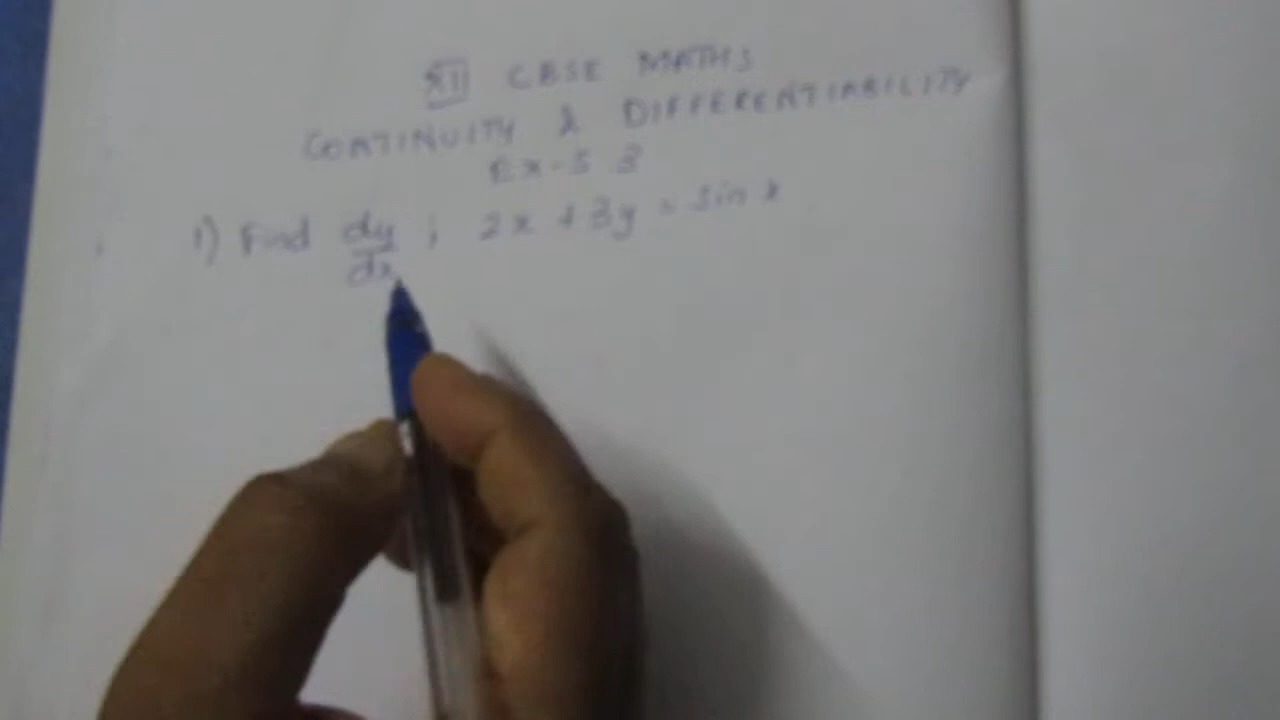 XII CBSE MATHS
CONTINUITY & DIFFERENTIABILITY
Ex-5.3
1) Find dy/dx ; 2x + 3y = sin x